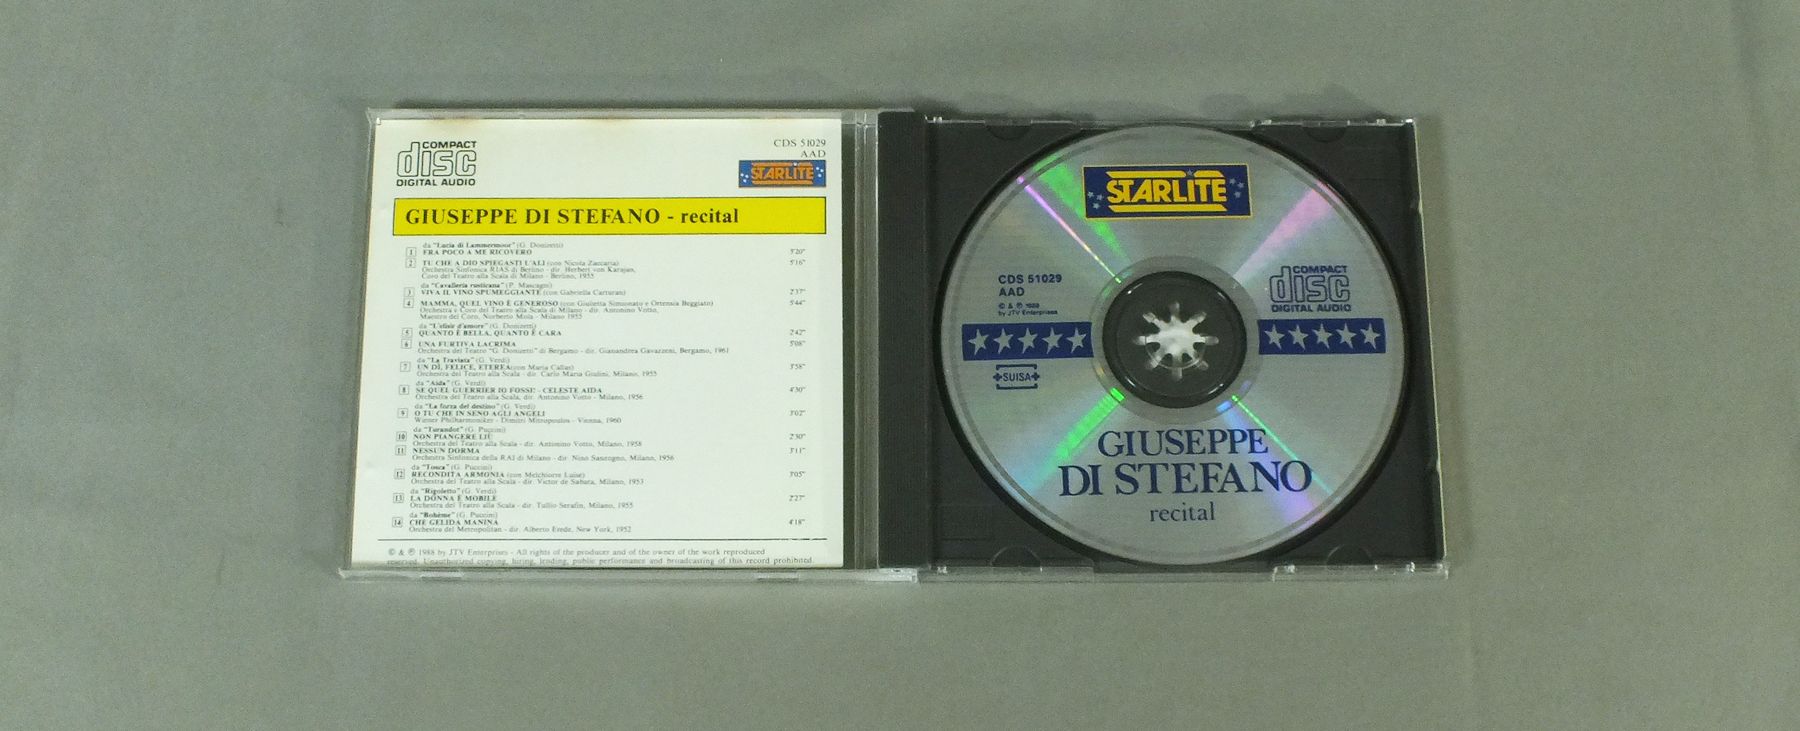 COMPACT
disc
DIGITAL AUDIO
CDS 51029
AAD
STARLITE
GIUSEPPE DI STEFANO - recital
da "Lucia di Lammermoor" (G. Donizetti)
1 FRA POCO A ME RICOVERO 5'20"
2 TU CHE A DIO SPIEGASTI L'ALI (con Nicola Zaccaria) 5'16"
Orchestra Sinfonica RIAS di Berlino - dir. Herbert von Karajan,
Coro del Teatro alla Scala di Milano - Berlino, 1955
da "Cavalleria rusticana" (P. Mascagni)
3 VIVA IL VINO SPUMEGGIANTE (con Gabriella Carturan) 2'37"
4 MAMMA, QUEL VINO È GENEROSO (con Giulietta Simionato e Ortensia Beggiato) 5'44"
Orchestra e Coro del Teatro alla Scala di Milano - dir. Antonino Votto,
Maestro del Coro, Norberto Mola - Milano 1955
da "L'elisir d'amore" (G. Donizetti)
5 QUANTO È BELLA, QUANTO È CARA 2'42"
6 UNA FURTIVA LACRIMA 5'08"
Orchestra del Teatro "G. Donizetti" di Bergamo - dir. Gianandrea Gavazzeni, Bergamo, 1961
da "La Traviata" (G. Verdi)
7 UN DÌ, FELICE, ETEREA (con Maria Callas) 3'58"
Orchestra del Teatro alla Scala - dir. Carlo Maria Giulini, Milano, 1955
da "Aida" (G. Verdi)
8 SE QUEL GUERRIER IO FOSSI! - CELESTE AIDA 4'30"
Orchestra del Teatro alla Scala, dir. Antonino Votto - Milano, 1956
da "La forza del destino" (G. Verdi)
9 O TU CHE IN SENO AGLI ANGELI 3'02"
Wiener Philharmoniker - Dimitri Mitropoulos - Vienna, 1960
da "Turandot" (G. Puccini)
10 NON PIANGERE LIÙ 2'30"
Orchestra del Teatro alla Scala - dir. Antonino Votto, Milano, 1958
11 NESSUN DORMA 3'11"
Orchestra Sinfonica della RAI di Milano - dir. Nino Sanzogno, Milano, 1956
da "Tosca" (G. Puccini)
12 RECONDITA ARMONIA (con Melchiorre Luise) 3'05"
Orchestra del Teatro alla Scala - dir. Victor de Sabata, Milano, 1953
da "Rigoletto" (G. Verdi)
13 LA DONNA È MOBILE 2'27"
Orchestra del Teatro alla Scala - dir. Tullio Serafin, Milano, 1955
da "Bohème" (G. Puccini)
14 CHE GELIDA MANINA 4'18"
Orchestra del Metropolitan - dir. Alberto Erede, New York, 1952
© & ℗ 1988 by JTV Enterprises - All rights of the producer and of the owner of the work reproduced
reserved. Unauthorized copying, hiring, lending, public performance and broadcasting of this record prohibited.
STARLITE
CDS 51029
AAD
© & ℗ 1988
by JTV Enterprises
COMPACT
disc
DIGITAL AUDIO
SUISA
GIUSEPPE
DI STEFANO
recital